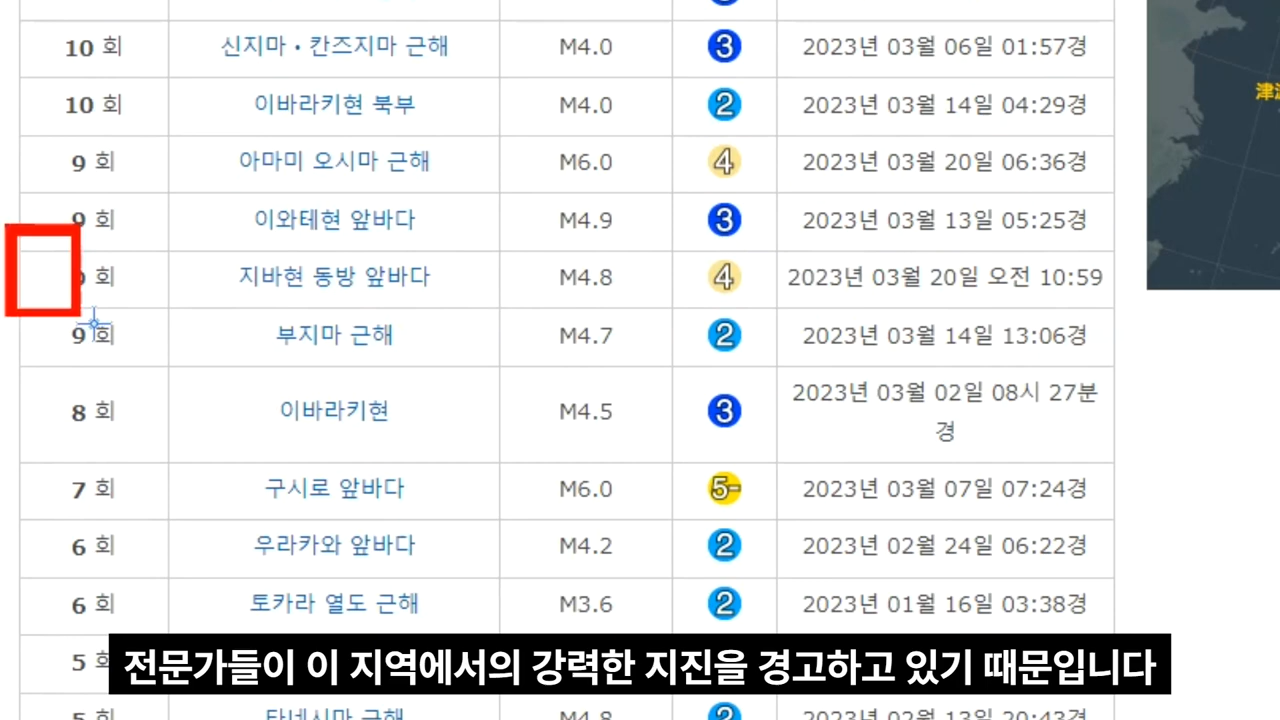 10 회 신지마・칸즈지마 근해 M4.0 3 2023년 03월 06일 01:57경
10 회 이바라키현 북부 M4.0 2 2023년 03월 14일 04:29경
9 회 아마미 오시마 근해 M6.0 4 2023년 03월 20일 06:36경
9 회 이와테현 앞바다 M4.9 3 2023년 03월 13일 05:25경
회 지바현 동방 앞바다 M4.8 4 2023년 03월 20일 오전 10:59
9 회 부지마 근해 M4.7 2 2023년 03월 14일 13:06경
8 회 이바라키현 M4.5 3 2023년 03월 02일 08시 27분
경
7 회 구시로 앞바다 M6.0 5- 2023년 03월 07일 07:24경
6 회 우라카와 앞바다 M4.2 2 2023년 02월 24일 06:22경
6 회 토카라 열도 근해 M3.6 2 2023년 01월 16일 03:38경
5 회
전문가들이 이 지역에서의 강력한 지진을 경고하고 있기 때문입니다